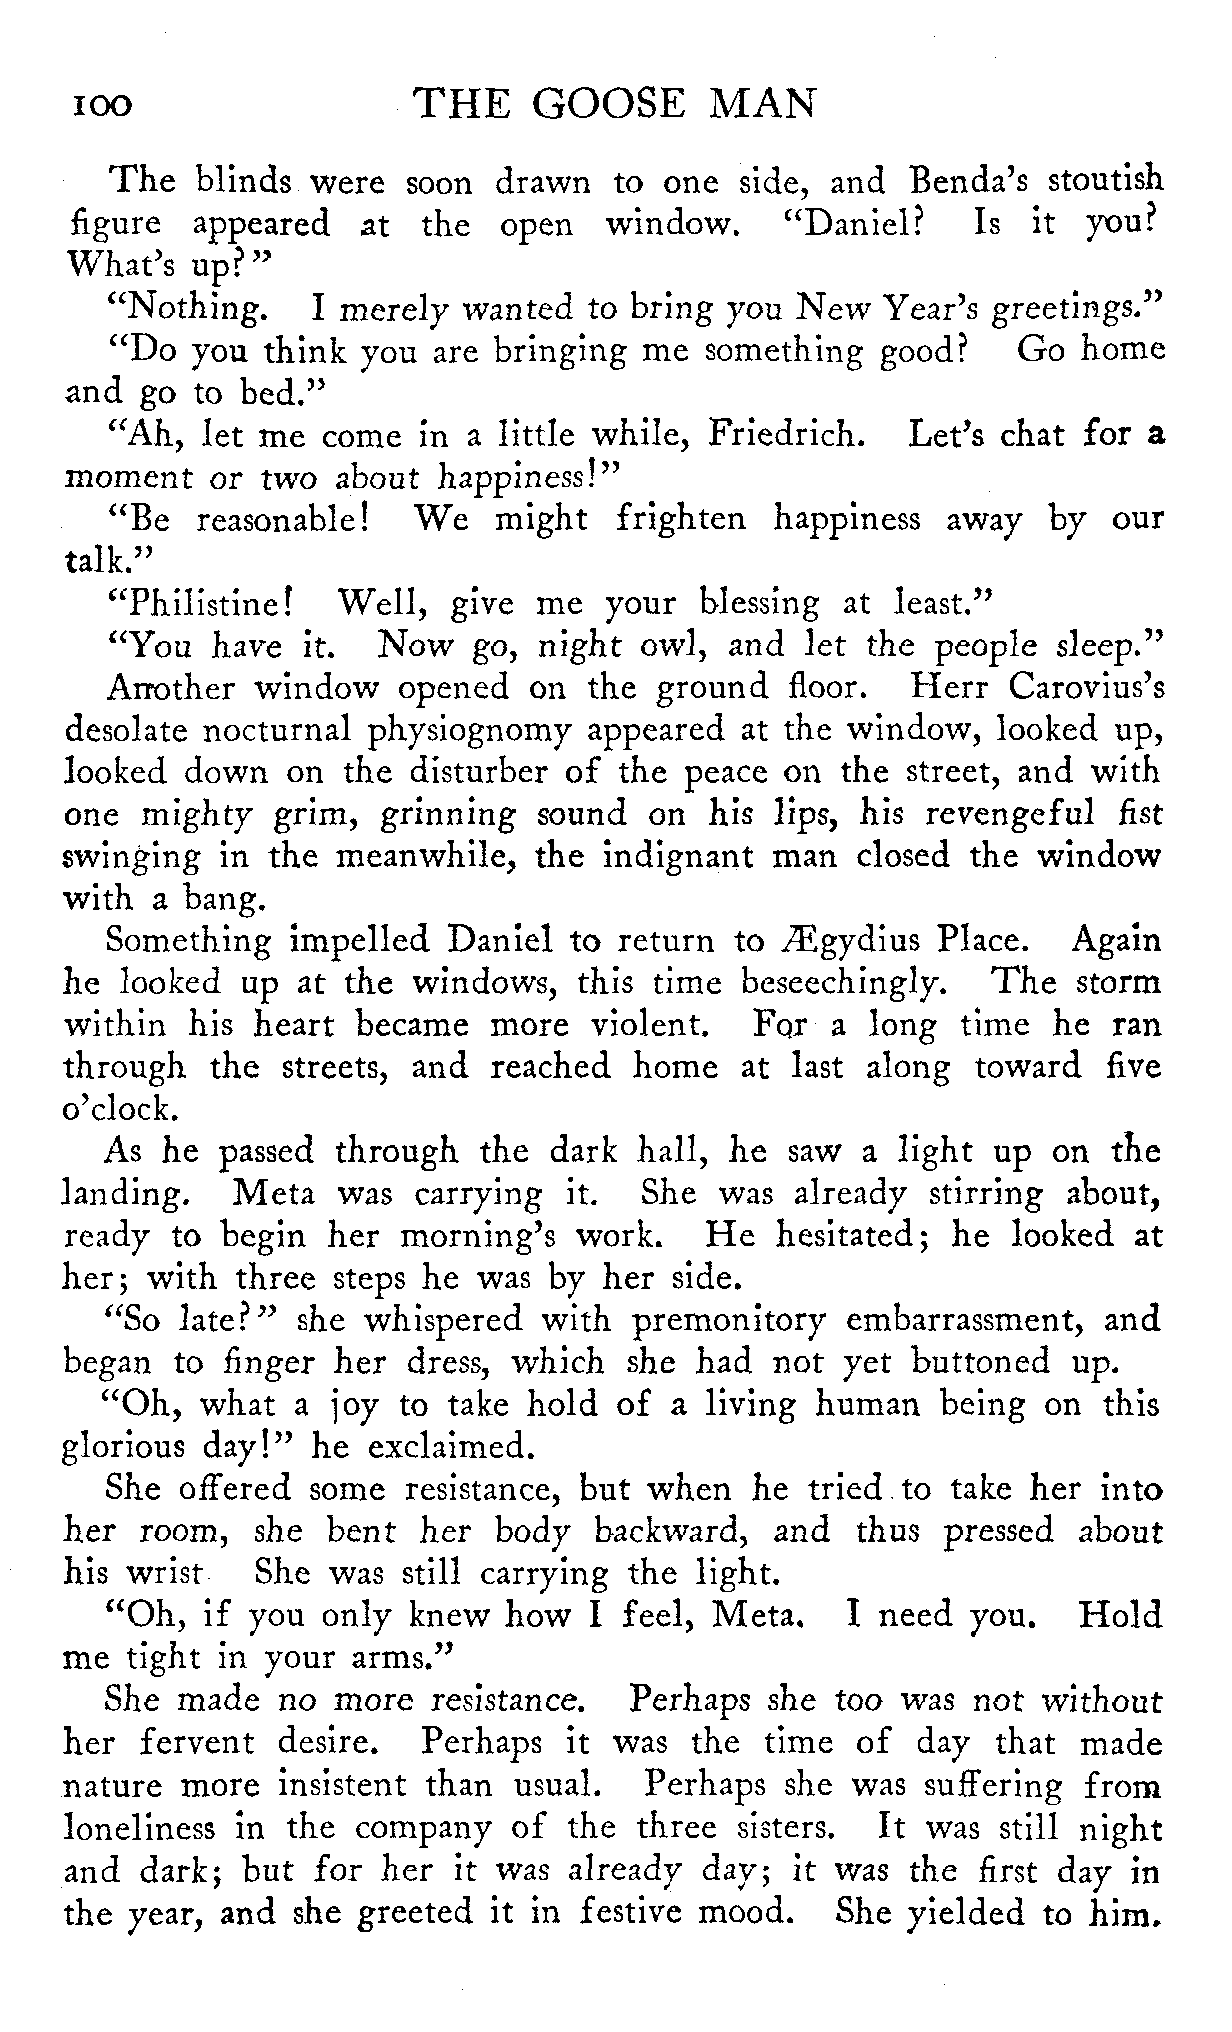 100 THE GOOSE MAN
The blinds were soon drawn to one side, and Benda's stoutish
figure appeared at the open window. "Daniel? Is it you?
What's up?"
"Nothing. I merely wanted to bring you New Year's greetings."
"Do you think you are bringing me something good? Go home
and go to bed."
"Ah, let me come in a little while, Friedrich. Let's chat for a
moment or two about happiness!"
"Be reasonable! We might frighten happiness away by our
talk."
"Philistine! Well, give me your blessing at least."
"You have it. Now go, night owl, and let the people sleep."
Another window opened on the ground floor. Herr Carovius's
desolate nocturnal physiognomy appeared at the window, looked up,
looked down on the disturber of the peace on the street, and with
one mighty grim, grinning sound on his lips, his revengeful fist
swinging in the meanwhile, the indignant man closed the window
with a bang.
Something impelled Daniel to return to Ægydius Place. Again
he looked up at the windows, this time beseechingly. The storm
within his heart became more violent. For a long time he ran
through the streets, and reached home at last along toward five
o'clock.
As he passed through the dark hall, he saw a light up on the
landing. Meta was carrying it. She was already stirring about,
ready to begin her morning's work. He hesitated; he looked at
her; with three steps he was by her side.
"So late?" she whispered with premonitory embarrassment, and
began to finger her dress, which she had not yet buttoned up.
"Oh, what a joy to take hold of a living human being on this
glorious day!" he exclaimed.
She offered some resistance, but when he tried to take her into
her room, she bent her body backward, and thus pressed about
his wrist She was still carrying the light.
"Oh, if you only knew how I feel, Meta. I need you. Hold
me tight in your arms."
She made no more resistance. Perhaps she too was not without
her fervent desire. Perhaps it was the time of day that made
nature more insistent than usual. Perhaps she was suffering from
loneliness in the company of the three sisters. It was still night
and dark; but for her it was already day; it was the first day in
the year, and she greeted it in festive mood. She yielded to him.